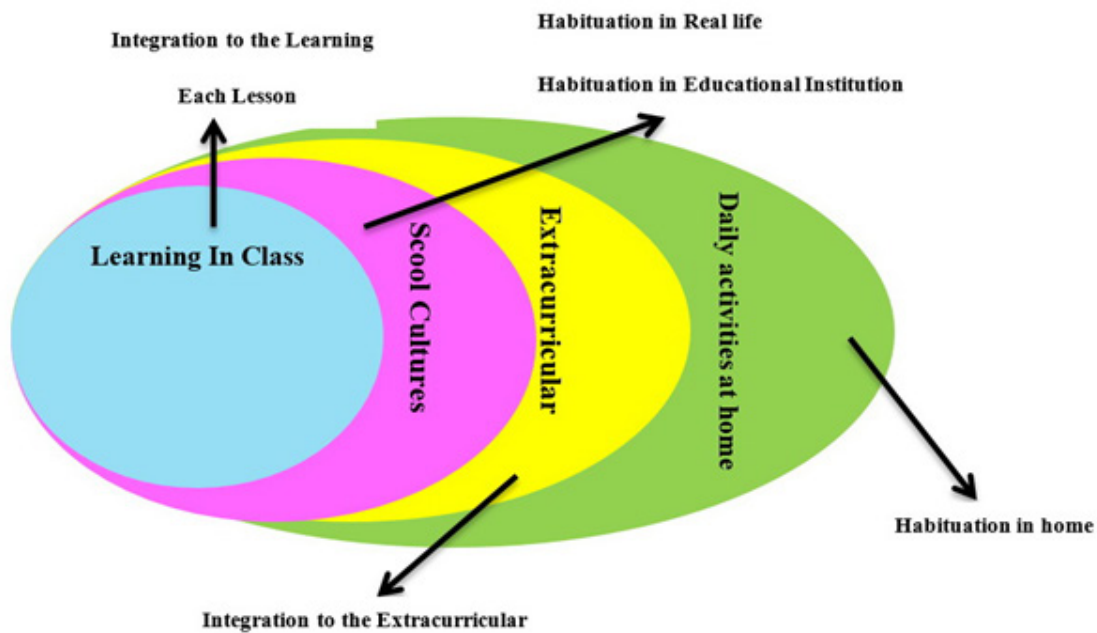 Habituation in Real life
Integration to the Learning
Habituation in Educational Institution
Each Lesson
Learning In Class
Scool Cultures
Extracurricular
Daily activities at home
Habituation in home
Integration to the Extracurricular